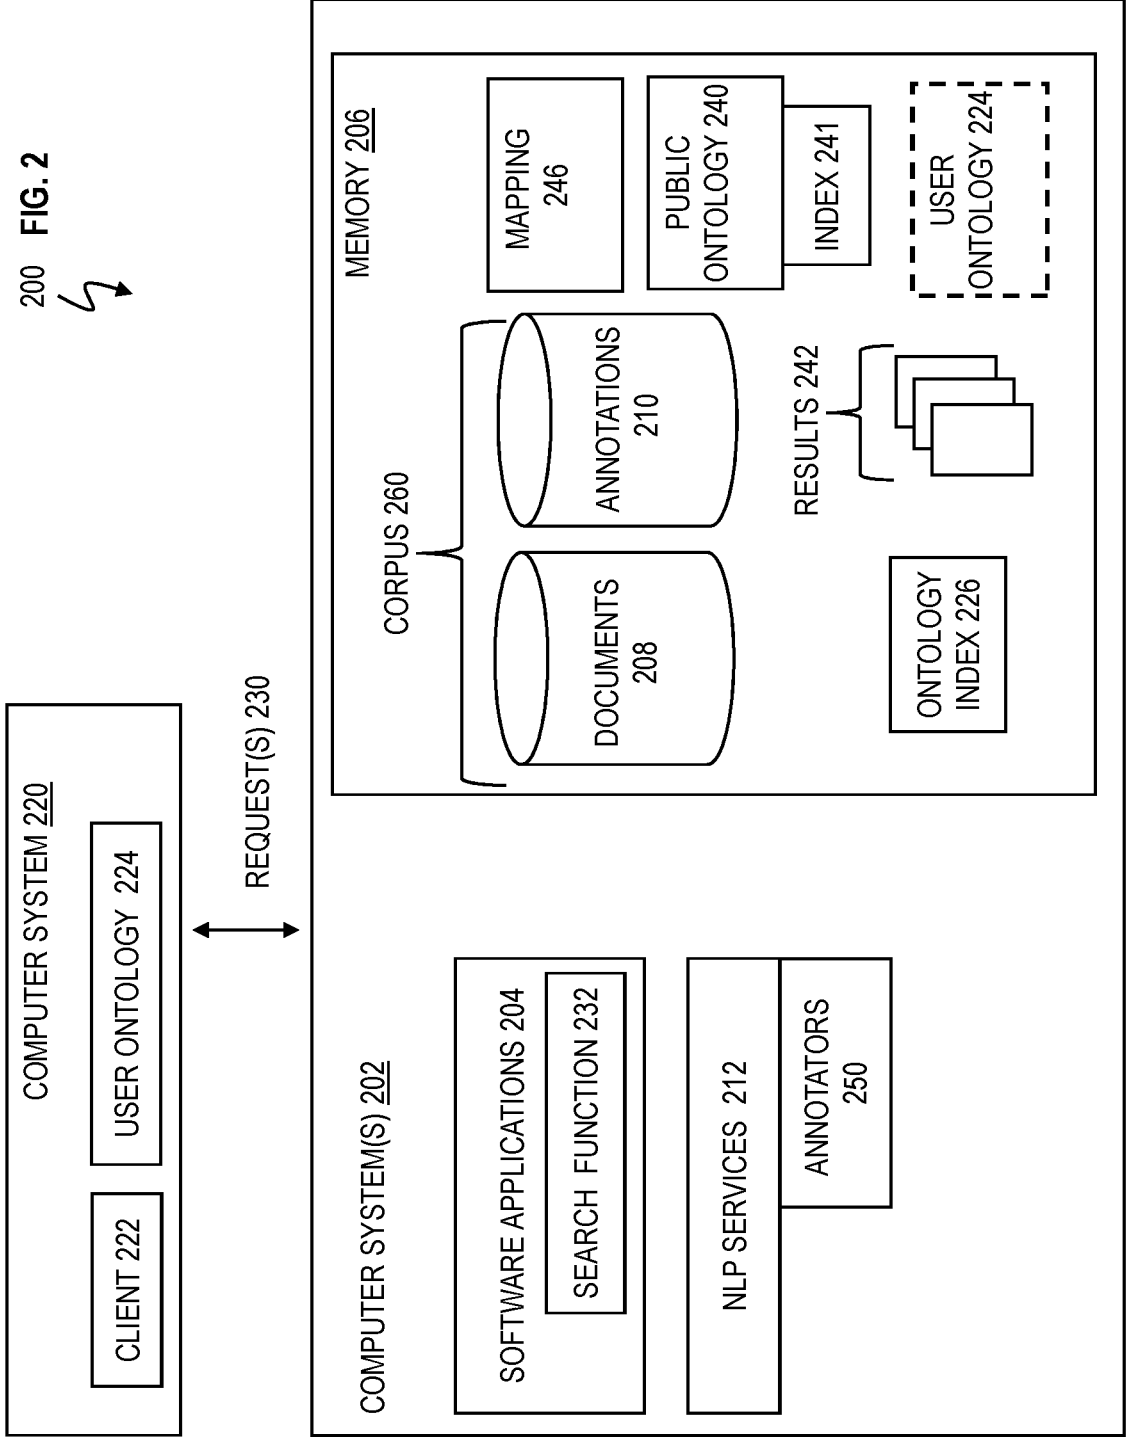 200
FIG. 2
COMPUTER SYSTEM 220
CLIENT 222
USER ONTOLOGY 224
REQUEST(S) 230
COMPUTER SYSTEM(S) 202
SOFTWARE APPLICATIONS 204
SEARCH FUNCTION 232
NLP SERVICES 212
ANNOTATORS
250
MEMORY 206
CORPUS 260
DOCUMENTS
208
ANNOTATIONS
210
MAPPING
246
PUBLIC
ONTOLOGY 240
INDEX 241
ONTOLOGY
INDEX 226
RESULTS 242
USER
ONTOLOGY 224